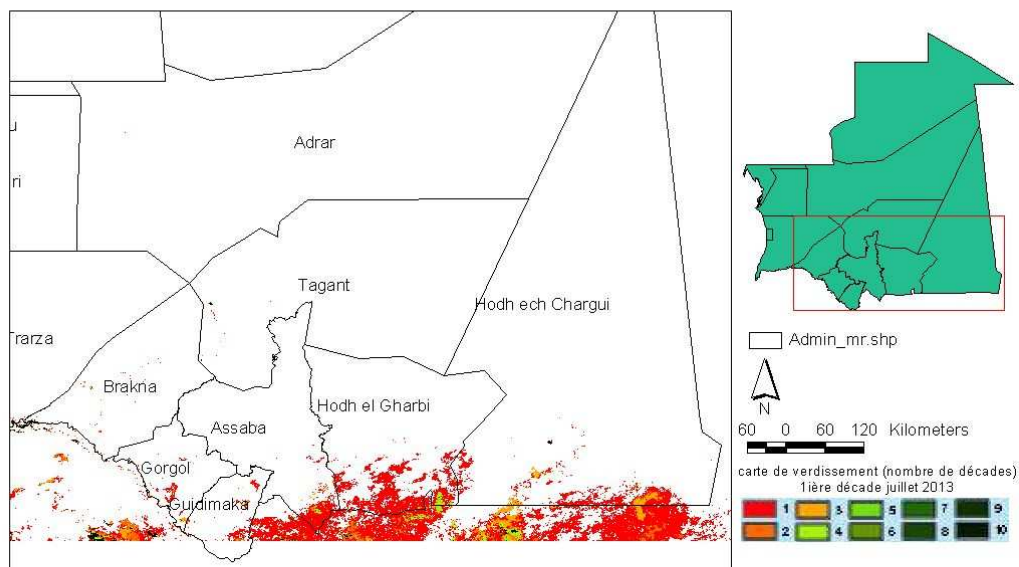 Adrar
ri
Tagant
Hodh ech Chargui
Trarza
Brakna
Hodh el Gharbi
Assaba
Gorgol
Guidimaka
Admin_mr.shp
N
60 0 60 120 Kilometers
carte de verdissement (nombre de décades)
1ière décade juillet 2013
1 3 5 7 9
2 4 6 8 10